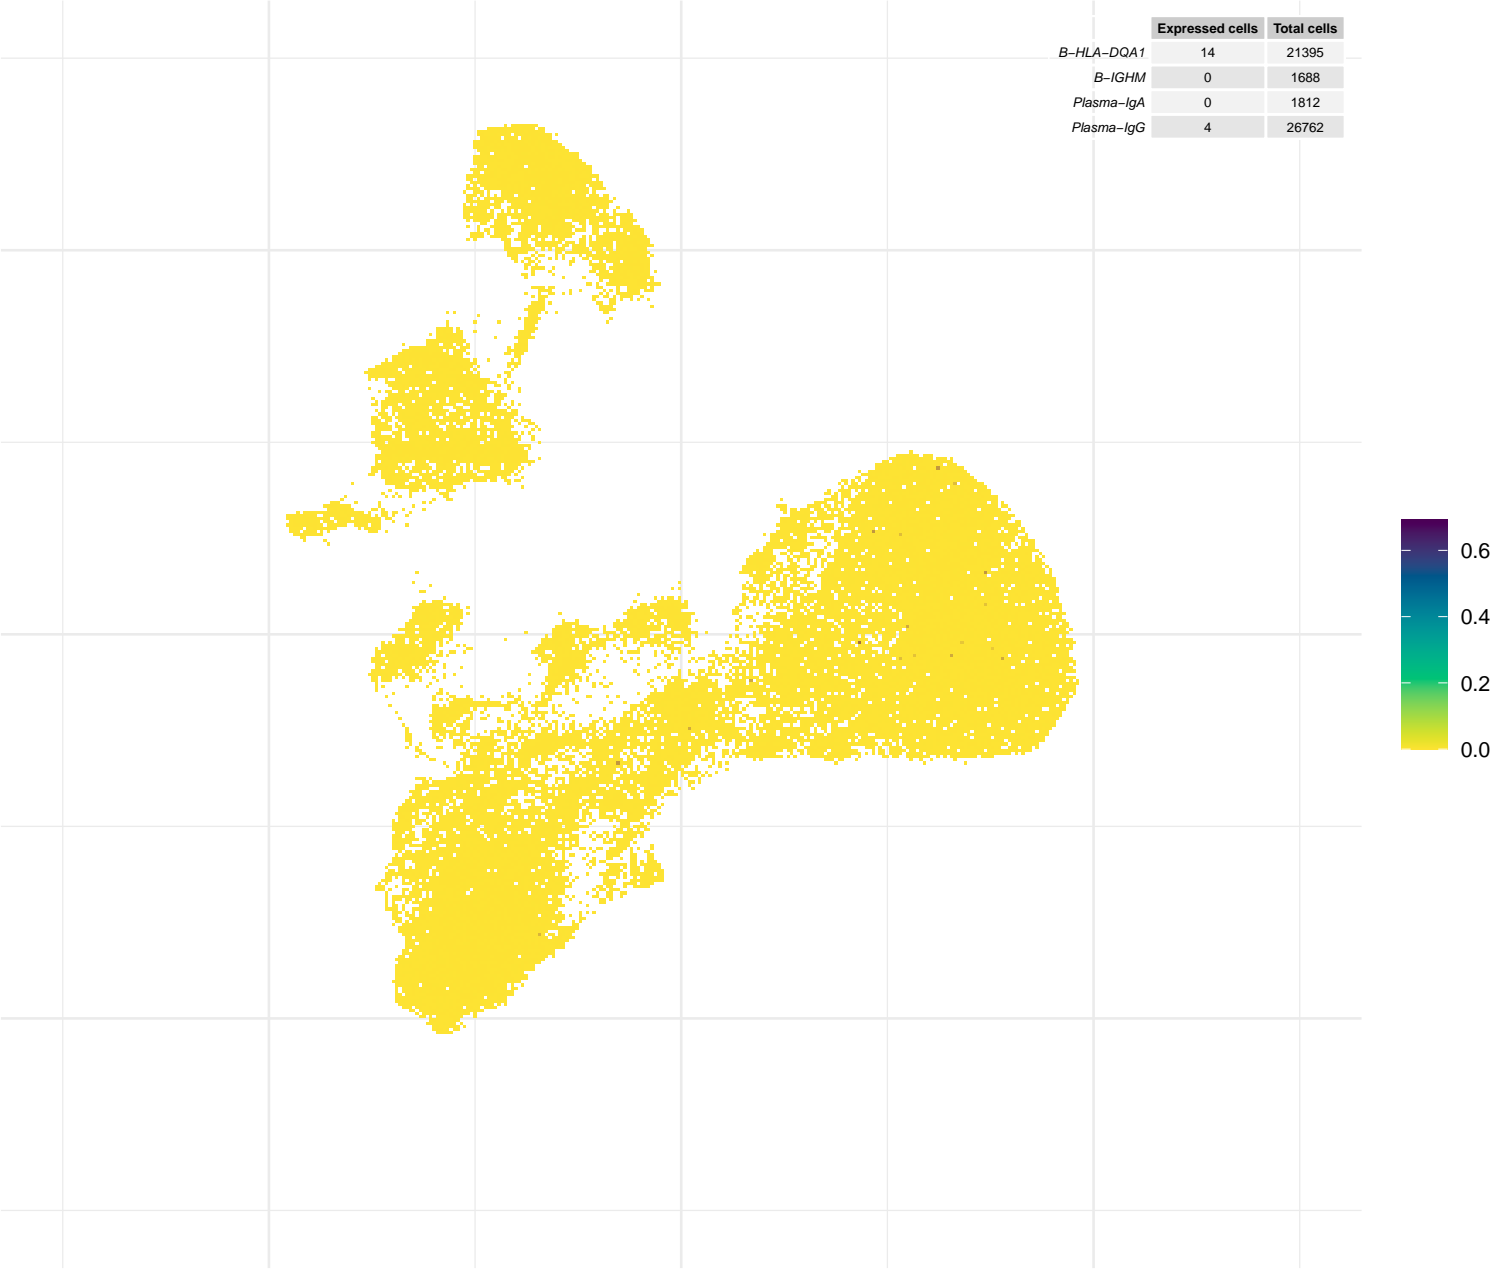 Expressed cells Total cells
B−HLA−DQA1 14 21395
B−IGHM 0 1688
Plasma−IgA 0 1812
Plasma−IgG 4 26762
0.6
0.4
0.2
0.0